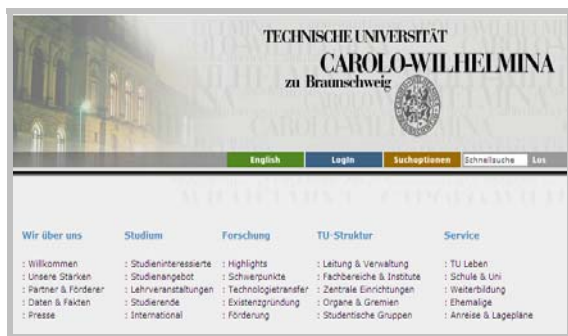 TECHNISCHE UNIVERSITÄT
CAROLO-WILHELMINA
zu Braunschweig
English Login Suchoptionen Schnellsuche Los
Wir über uns Studium Forschung TU-Struktur Service
: Willkommen : Studieninteressierte : Highlights : Leitung & Verwaltung : TU Leben
: Unsere Stärken : Studienangebot : Schwerpunkte : Fachbereiche & Institute : Schule & Uni
: Partner & Förderer : Lehrveranstaltungen : Technologietransfer : Zentrale Einrichtungen : Weiterbildung
: Daten & Fakten : Studierende : Existenzgründung : Organe & Gremien : Ehemalige
: Presse : International : Förderung : Studentische Gruppen : Anreise & Lagepläne